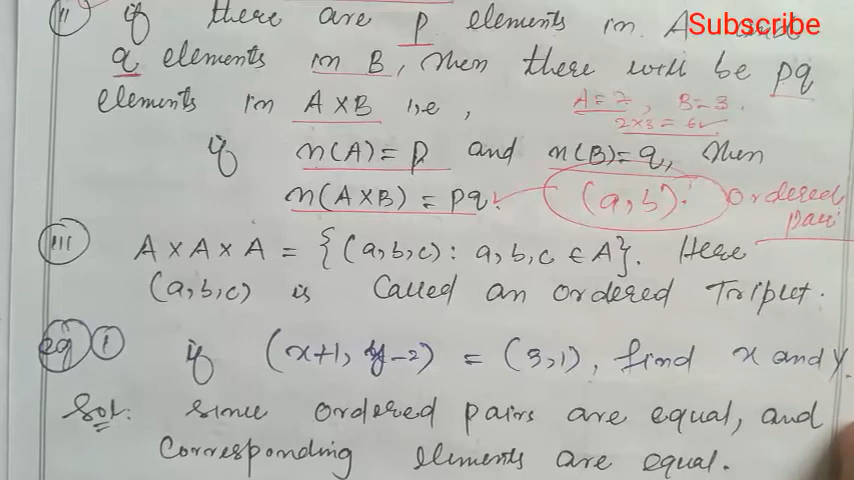 (ii) if there are p elements in A Subscribe
q elements in B, then there will be pq
elements in A×B i.e,
A = 2, B = 3.
2×3 = 6
if n(A) = p and n(B) = q, then
n(A×B) = pq. (a,b). ordered pair
(iii) A×A×A = {(a,b,c) : a,b,c ∈ A}. Here
(a,b,c) is called an ordered Triplet.
eg (1) if (x+1, y-2) = (3,1), find x and y.
Sol: since ordered pairs are equal, and
corresponding elements are equal.